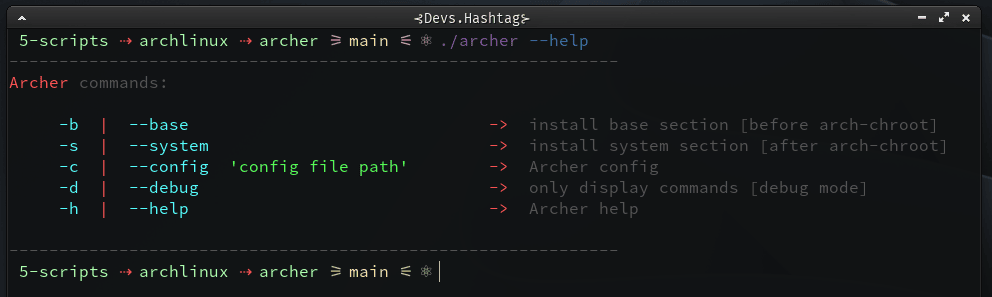 ⊰Devs.Hashtag⊱
5-scripts ⇢ archlinux ⇢ archer ⚞ main ⚟ ⚛ ./archer --help
-------------------------------------------------------------
Archer commands:
-b | --base -> install base section [before arch-chroot]
-s | --system -> install system section [after arch-chroot]
-c | --config 'config file path' -> Archer config
-d | --debug -> only display commands [debug mode]
-h | --help -> Archer help
-------------------------------------------------------------
5-scripts ⇢ archlinux ⇢ archer ⚞ main ⚟ ⚛